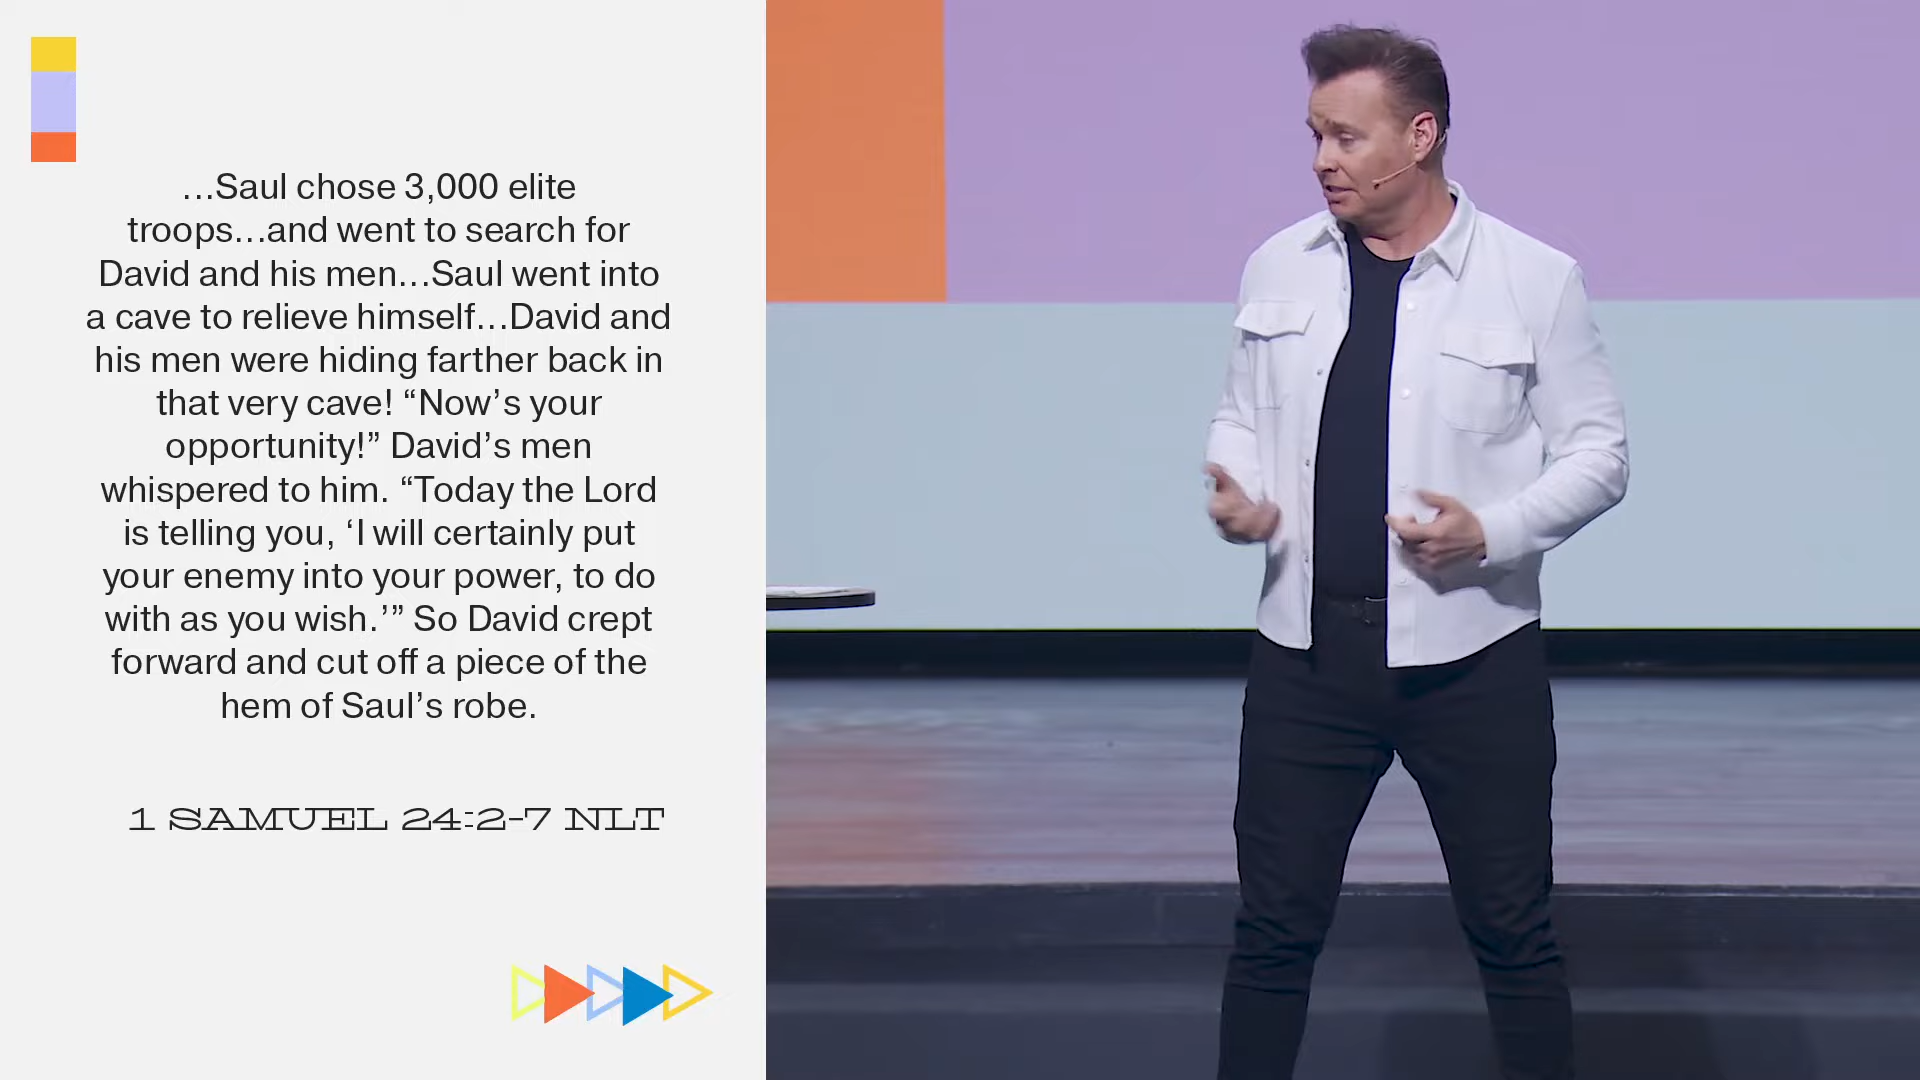 ...Saul chose 3,000 elite
troops...and went to search for
David and his men...Saul went into
a cave to relieve himself...David and
his men were hiding farther back in
that very cave! “Now’s your
opportunity!” David’s men
whispered to him. “Today the Lord
is telling you, ‘I will certainly put
your enemy into your power, to do
with as you wish.’” So David crept
forward and cut off a piece of the
hem of Saul’s robe.
1 SAMUEL 24:2-7 NLT